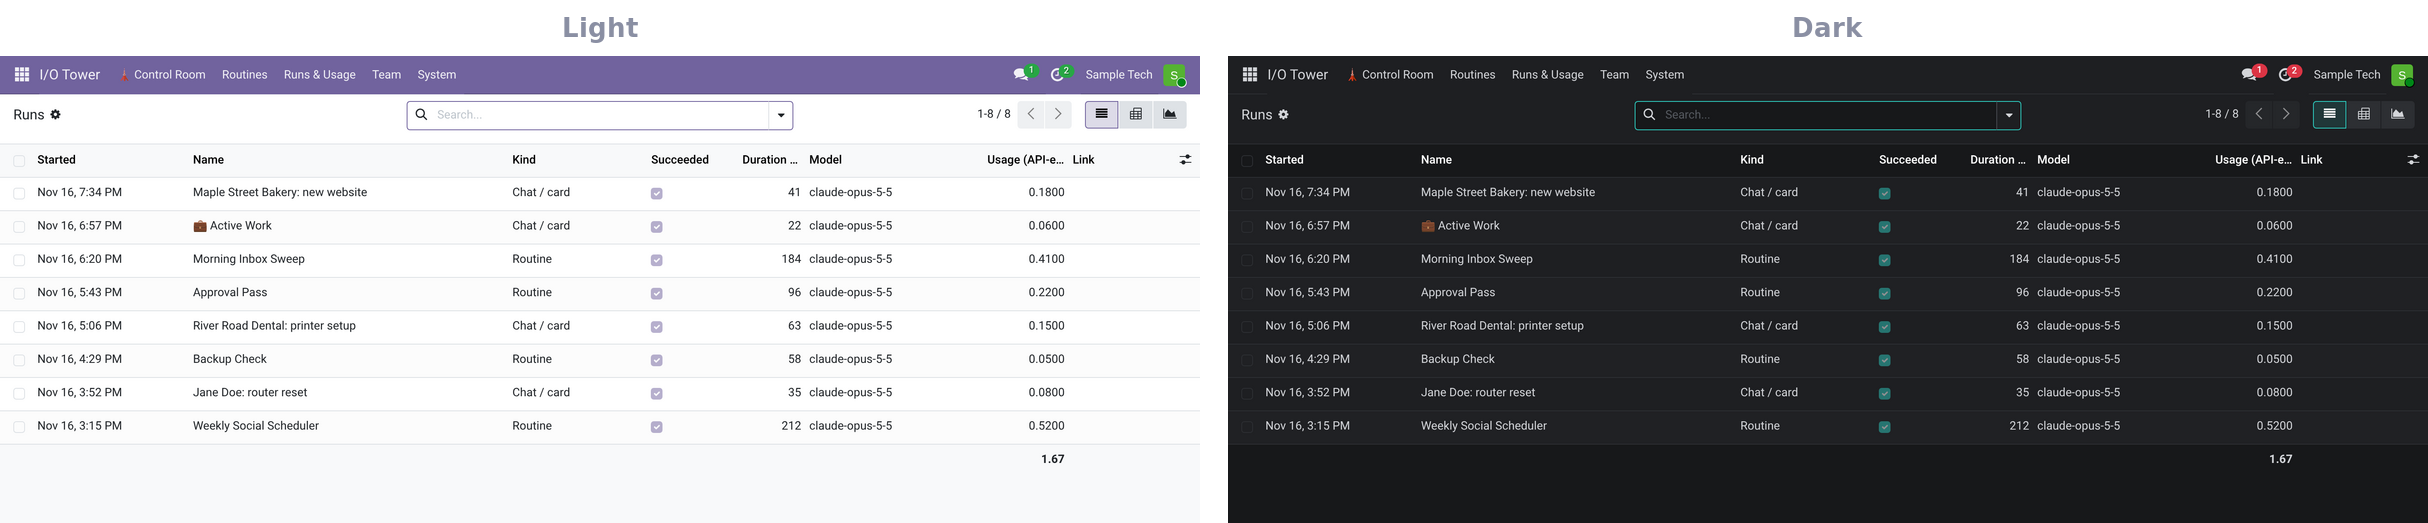 Light
I/O Tower Control Room Routines Runs & Usage Team System 1 2 Sample Tech S
Runs Search... 1-8 / 8
Started Name Kind Succeeded Duration ... Model Usage (API-e... Link
Nov 16, 7:34 PM Maple Street Bakery: new website Chat / card 41 claude-opus-5-5 0.1800
Nov 16, 6:57 PM 💼 Active Work Chat / card 22 claude-opus-5-5 0.0600
Nov 16, 6:20 PM Morning Inbox Sweep Routine 184 claude-opus-5-5 0.4100
Nov 16, 5:43 PM Approval Pass Routine 96 claude-opus-5-5 0.2200
Nov 16, 5:06 PM River Road Dental: printer setup Chat / card 63 claude-opus-5-5 0.1500
Nov 16, 4:29 PM Backup Check Routine 58 claude-opus-5-5 0.0500
Nov 16, 3:52 PM Jane Doe: router reset Chat / card 35 claude-opus-5-5 0.0800
Nov 16, 3:15 PM Weekly Social Scheduler Routine 212 claude-opus-5-5 0.5200
1.67
Dark
I/O Tower Control Room Routines Runs & Usage Team System 1 2 Sample Tech S
Runs Search... 1-8 / 8
Started Name Kind Succeeded Duration ... Model Usage (API-e... Link
Nov 16, 7:34 PM Maple Street Bakery: new website Chat / card 41 claude-opus-5-5 0.1800
Nov 16, 6:57 PM 💼 Active Work Chat / card 22 claude-opus-5-5 0.0600
Nov 16, 6:20 PM Morning Inbox Sweep Routine 184 claude-opus-5-5 0.4100
Nov 16, 5:43 PM Approval Pass Routine 96 claude-opus-5-5 0.2200
Nov 16, 5:06 PM River Road Dental: printer setup Chat / card 63 claude-opus-5-5 0.1500
Nov 16, 4:29 PM Backup Check Routine 58 claude-opus-5-5 0.0500
Nov 16, 3:52 PM Jane Doe: router reset Chat / card 35 claude-opus-5-5 0.0800
Nov 16, 3:15 PM Weekly Social Scheduler Routine 212 claude-opus-5-5 0.5200
1.67